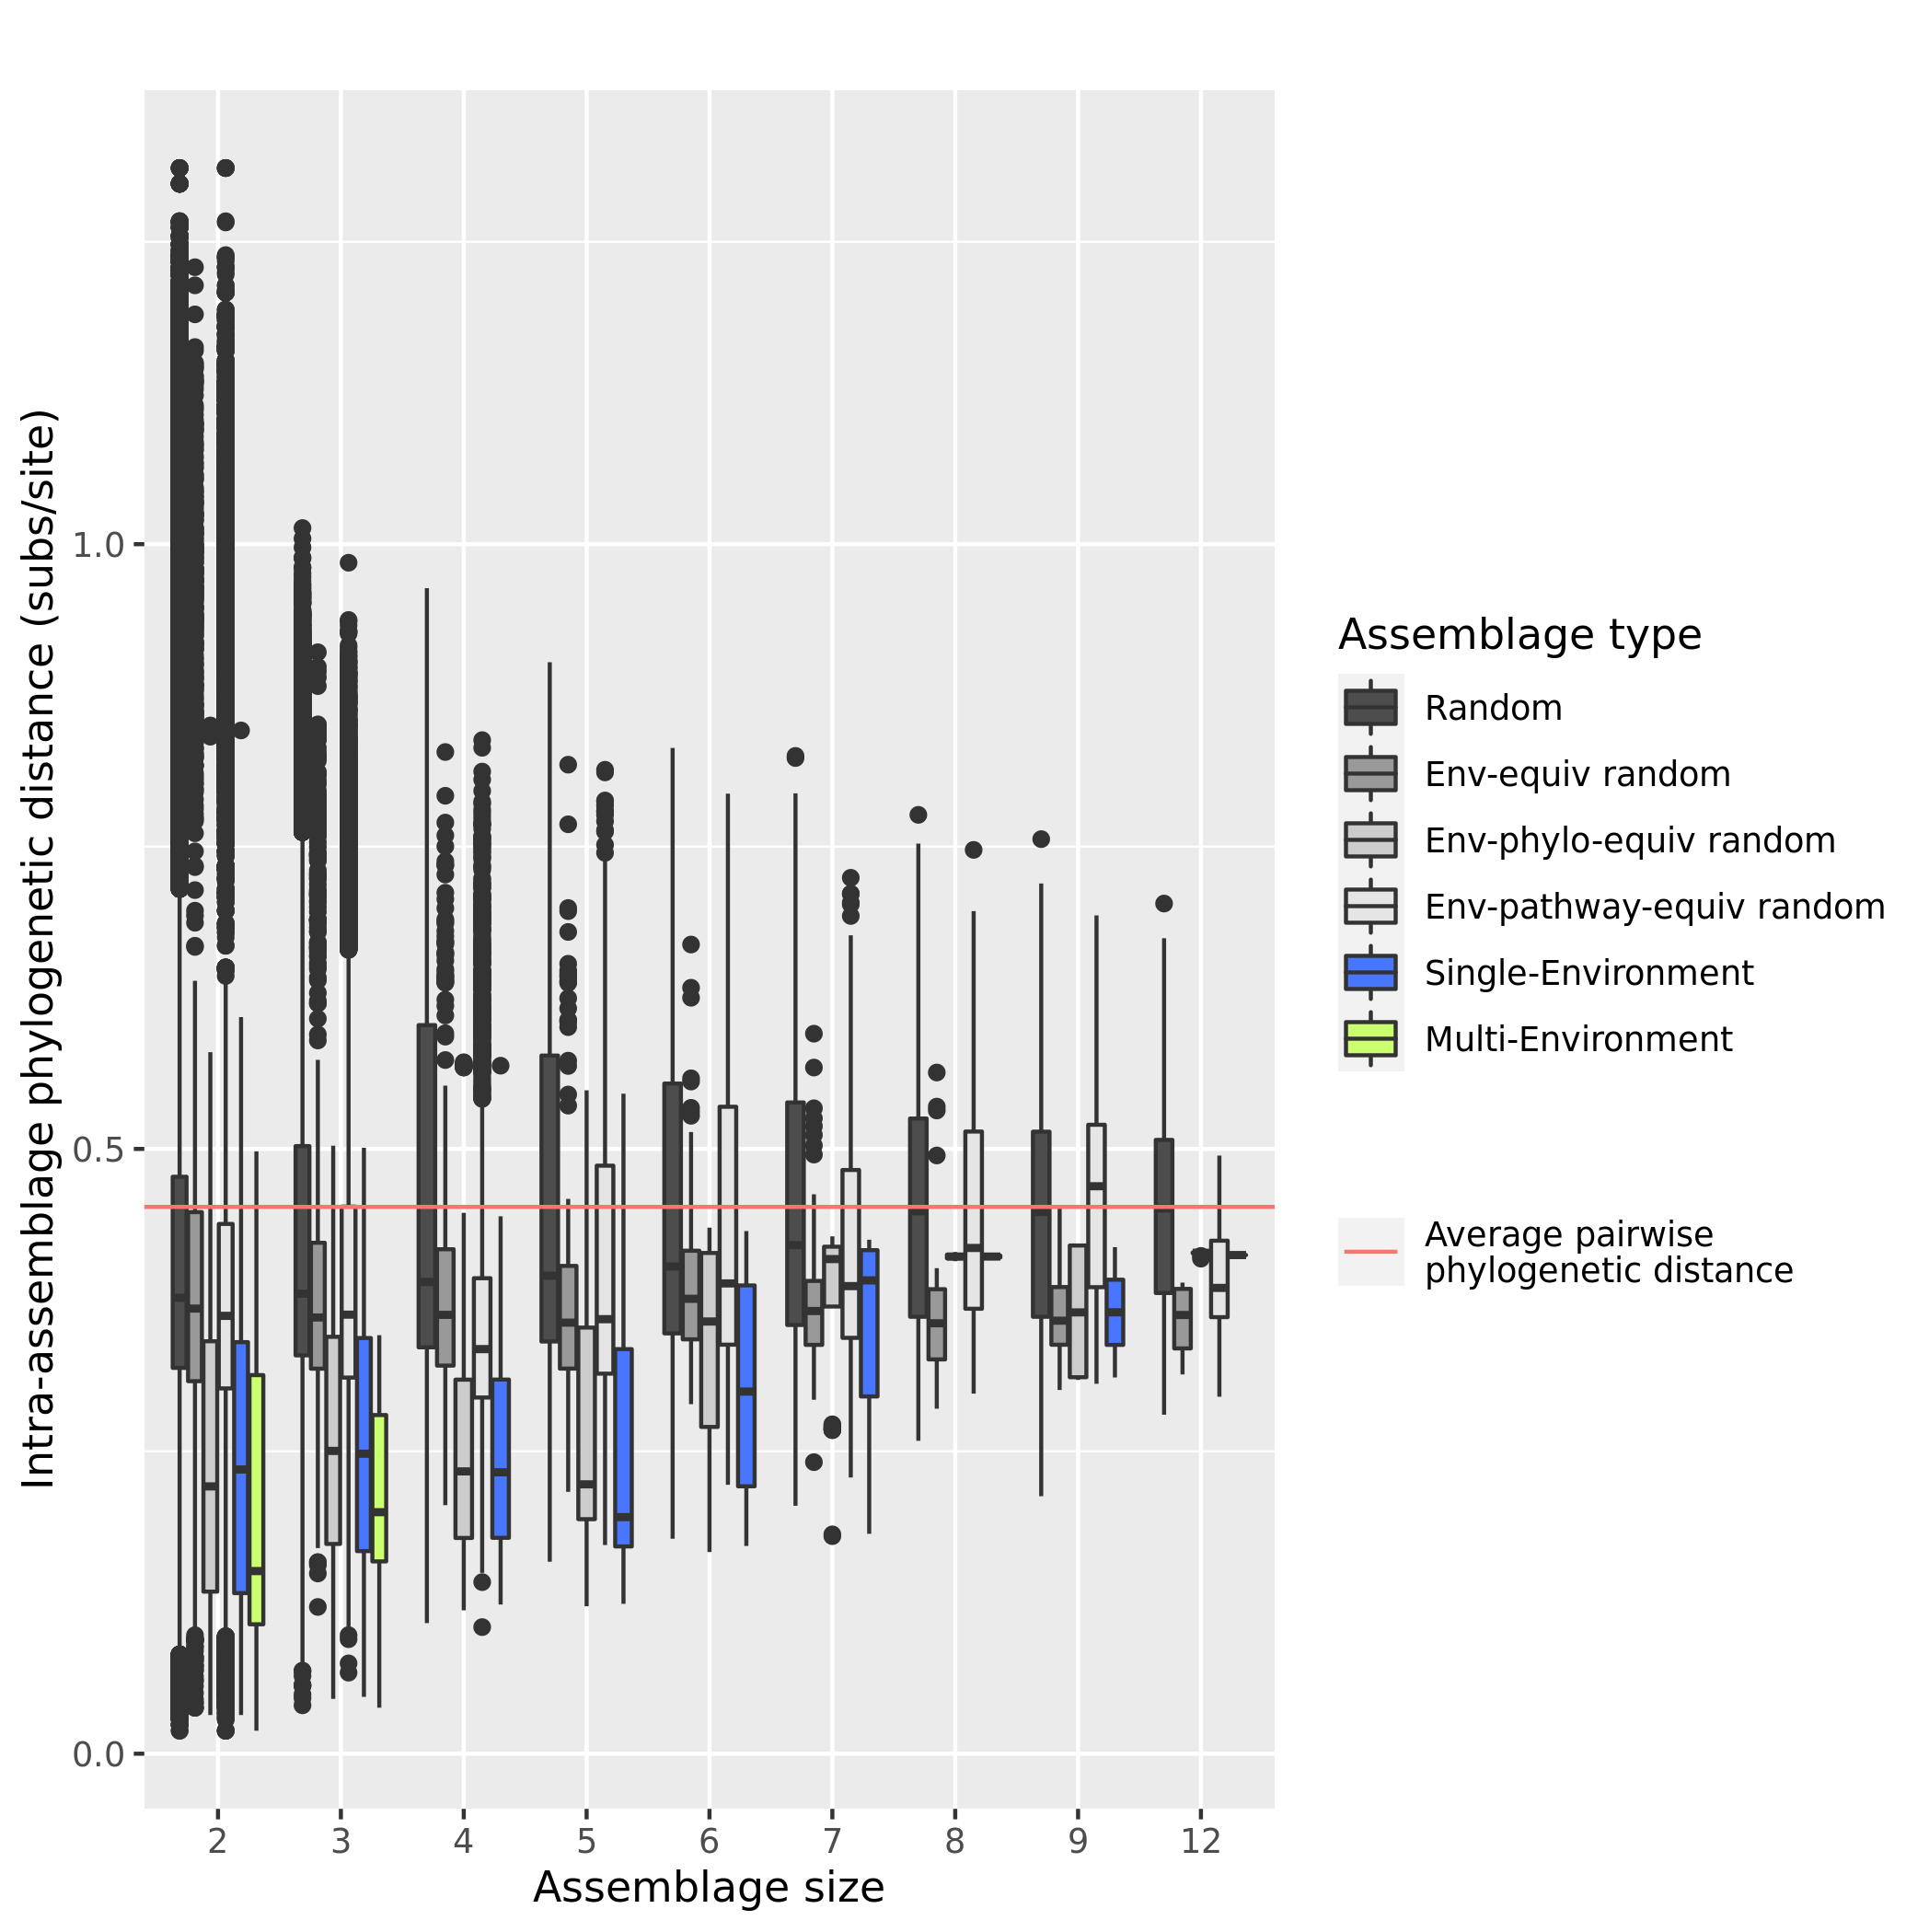 Intra-assemblage phylogenetic distance (subs/site)
1.0
0.5
0.0
2 3 4 5 6 7 8 9 12
Assemblage size
Assemblage type
Random
Env-equiv random
Env-phylo-equiv random
Env-pathway-equiv random
Single-Environment
Multi-Environment
Average pairwise
phylogenetic distance